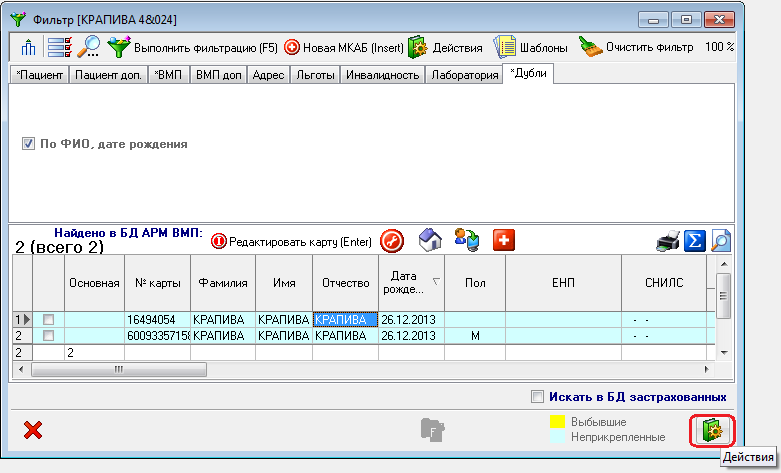 Фильтр [КРАПИВА 4&024]
Выполнить фильтрацию (F5) Новая МКАБ (Insert) Действия Шаблоны Очистить фильтр 100 %
*Пациент Пациент доп. *ВМП ВМП доп Адрес Льготы Инвалидность Лаборатория *Дубли
По ФИО, дате рождения
Найдено в БД АРМ ВМП:
2 (всего 2)
Редактировать карту (Enter)
Основная № карты Фамилия Имя Отчество Дата рожде... Пол ЕНП СНИЛС
1 16494054 КРАПИВА КРАПИВА КРАПИВА 26.12.2013 - -
2 60093357158 КРАПИВА КРАПИВА КРАПИВА 26.12.2013 М - -
2 2
Искать в БД застрахованных
F
Выбывшие
Неприкрепленные
Действия